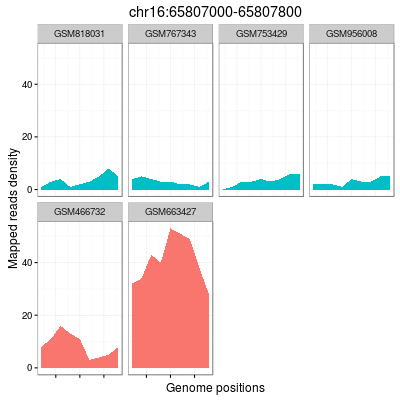 chr16:65807000-65807800
GSM818031 GSM767343 GSM753429 GSM956008
40
20
0
Mapped reads density
GSM466732 GSM663427
40
20
0
Genome positions